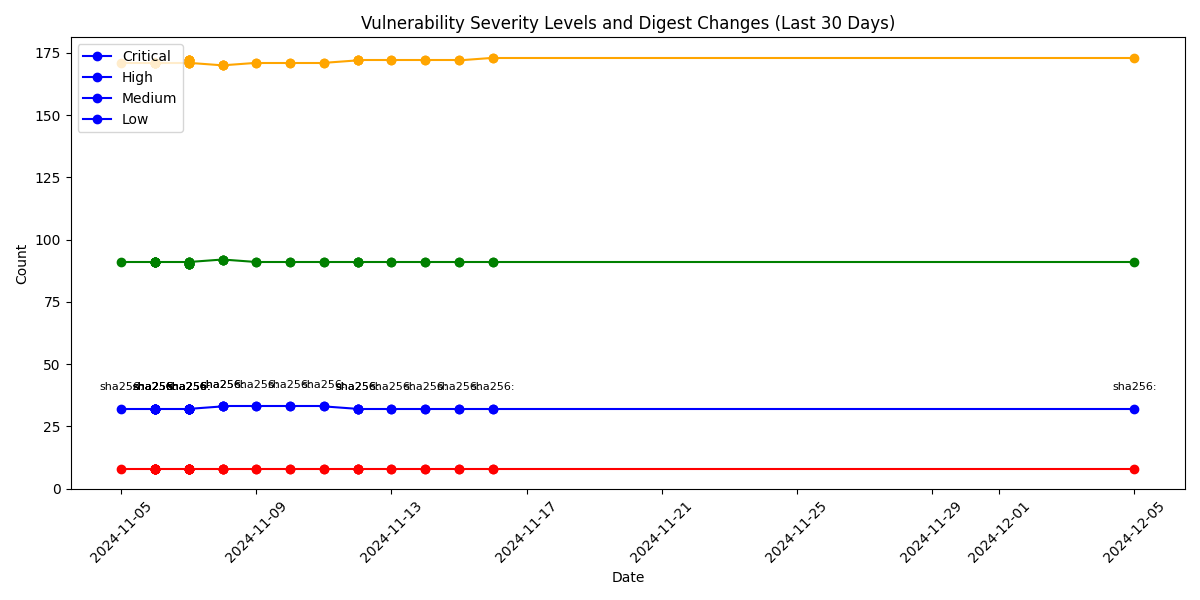 Vulnerability Severity Levels and Digest Changes (Last 30 Days)
Critical
High
Medium
Low
175
150
125
100
75
50
25
0
Count
sha256: sha256: sha256: sha256: sha256: sha256: sha256: sha256: sha256: sha256: sha256: sha256: sha256:
2024-11-05
2024-11-09
2024-11-13
2024-11-17
2024-11-21
2024-11-25
2024-11-29
2024-12-01
2024-12-05
Date